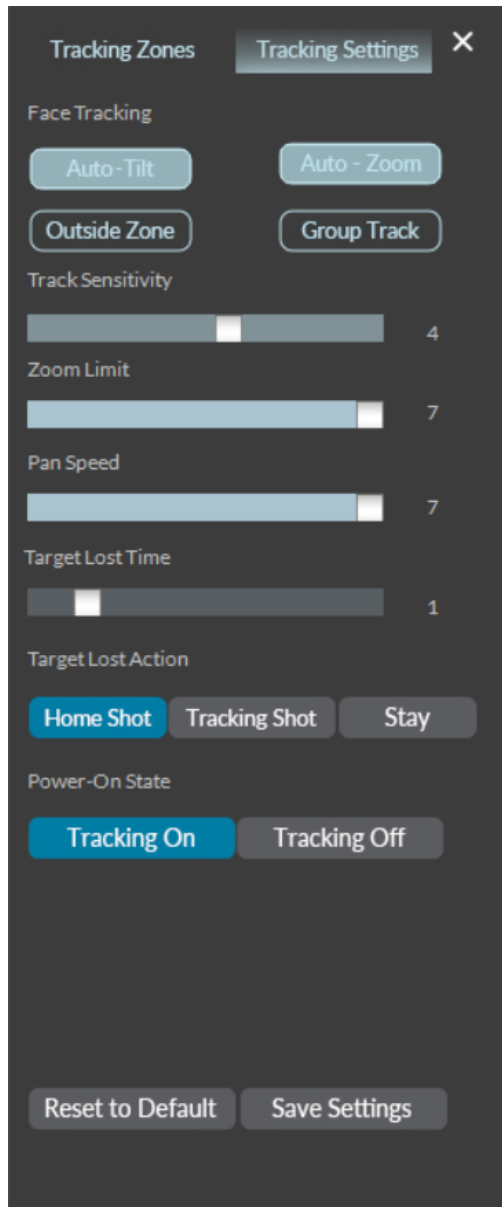 Tracking Zones Tracking Settings ✕
Face Tracking
Auto-Tilt Auto - Zoom
Outside Zone Group Track
Track Sensitivity
4
Zoom Limit
7
Pan Speed
7
Target Lost Time
1
Target Lost Action
Home Shot Tracking Shot Stay
Power-On State
Tracking On Tracking Off
Reset to Default Save Settings